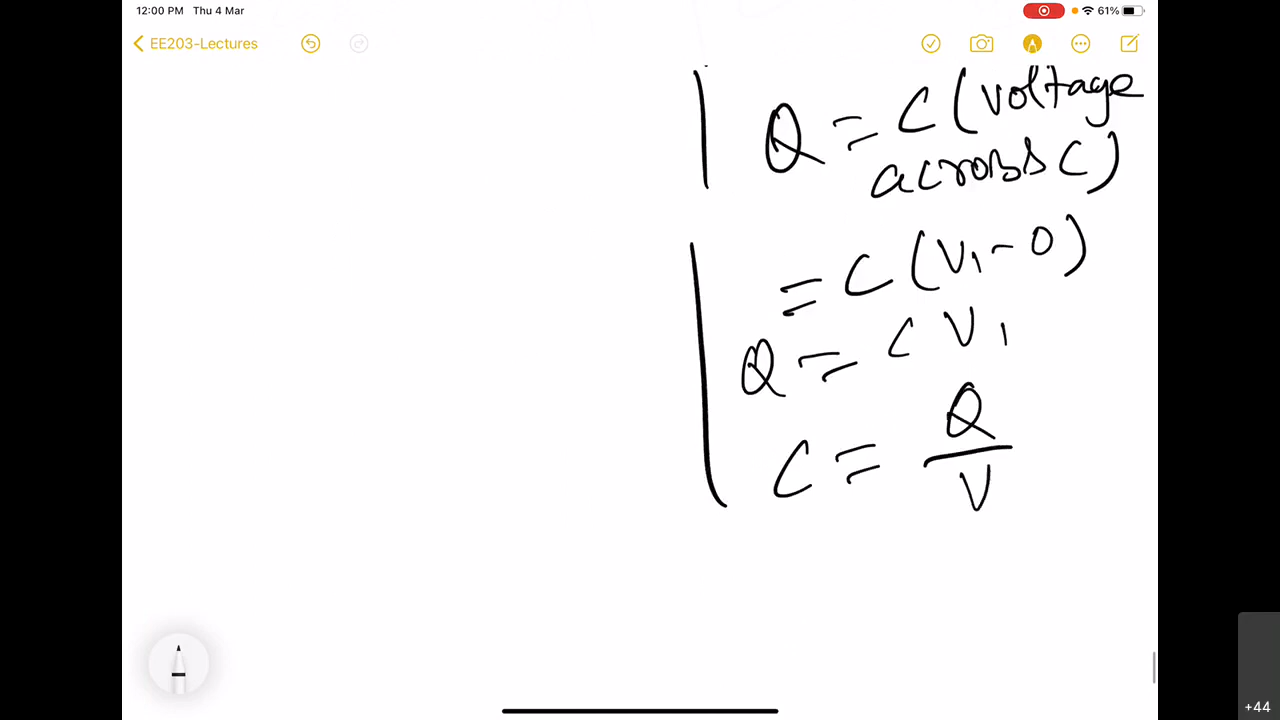 12:00 PM Thu 4 Mar
61%
EE203-Lectures
Q = C (voltage
across C)
= C (V₁ - 0)
Q = C V₁
C = Q/V
+44